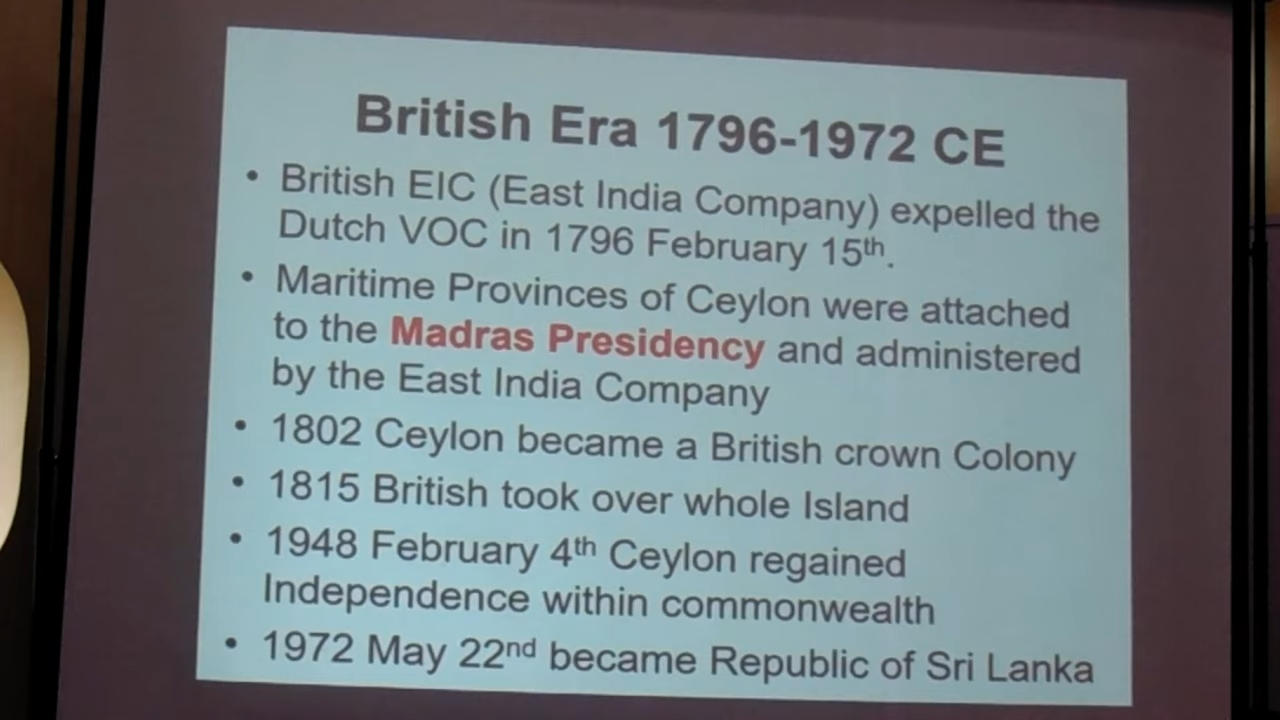 British Era 1796-1972 CE
• British EIC (East India Company) expelled the
Dutch VOC in 1796 February 15th.
• Maritime Provinces of Ceylon were attached
to the Madras Presidency and administered
by the East India Company
• 1802 Ceylon became a British crown Colony
• 1815 British took over whole Island
• 1948 February 4th Ceylon regained
Independence within commonwealth
• 1972 May 22nd became Republic of Sri Lanka